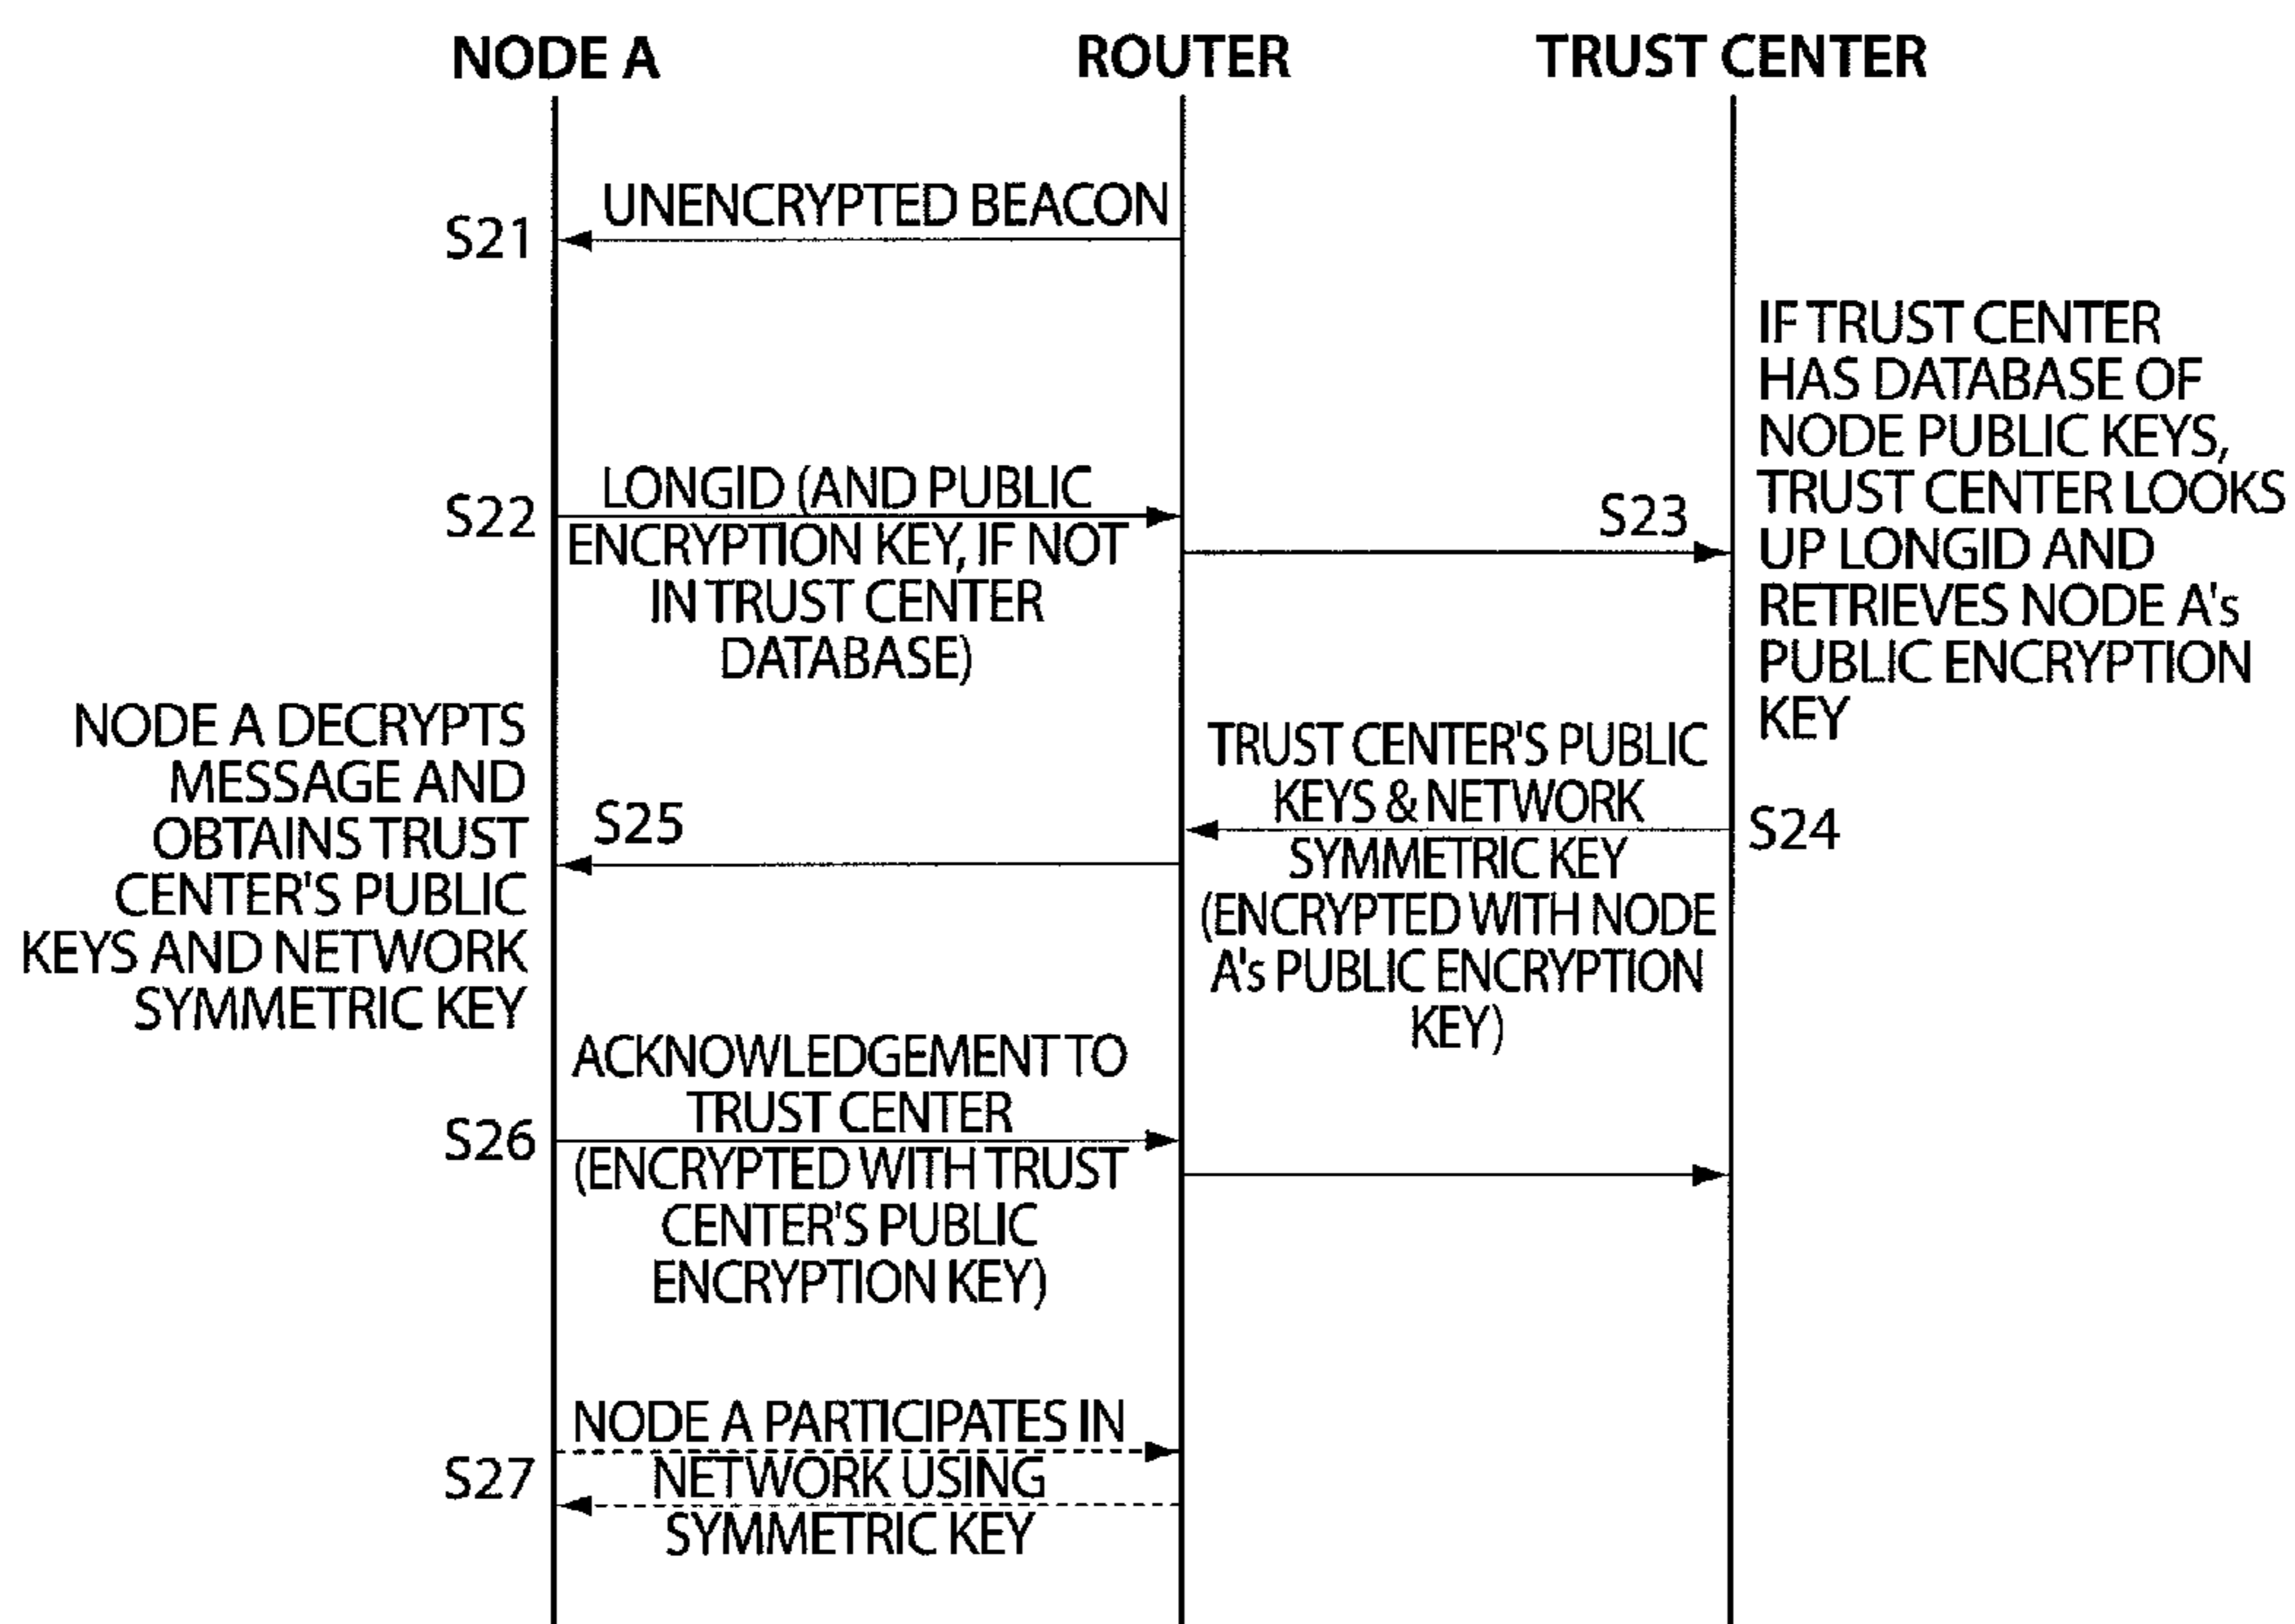 NODE A
ROUTER
TRUST CENTER
UNENCRYPTED BEACON
S21
IF TRUST CENTER
HAS DATABASE OF
NODE PUBLIC KEYS,
TRUST CENTER LOOKS
UP LONGID AND
RETRIEVES NODE A's
PUBLIC ENCRYPTION
KEY
S22
LONGID (AND PUBLIC
ENCRYPTION KEY, IF NOT
IN TRUST CENTER
DATABASE)
S23
NODE A DECRYPTS
MESSAGE AND
OBTAINS TRUST
CENTER'S PUBLIC
KEYS AND NETWORK
SYMMETRIC KEY
S25
TRUST CENTER'S PUBLIC
KEYS & NETWORK
SYMMETRIC KEY
(ENCRYPTED WITH NODE
A's PUBLIC ENCRYPTION
KEY)
S24
ACKNOWLEDGEMENT TO
TRUST CENTER
(ENCRYPTED WITH TRUST
CENTER'S PUBLIC
ENCRYPTION KEY)
S26
NODE A PARTICIPATES IN
NETWORK USING
SYMMETRIC KEY
S27